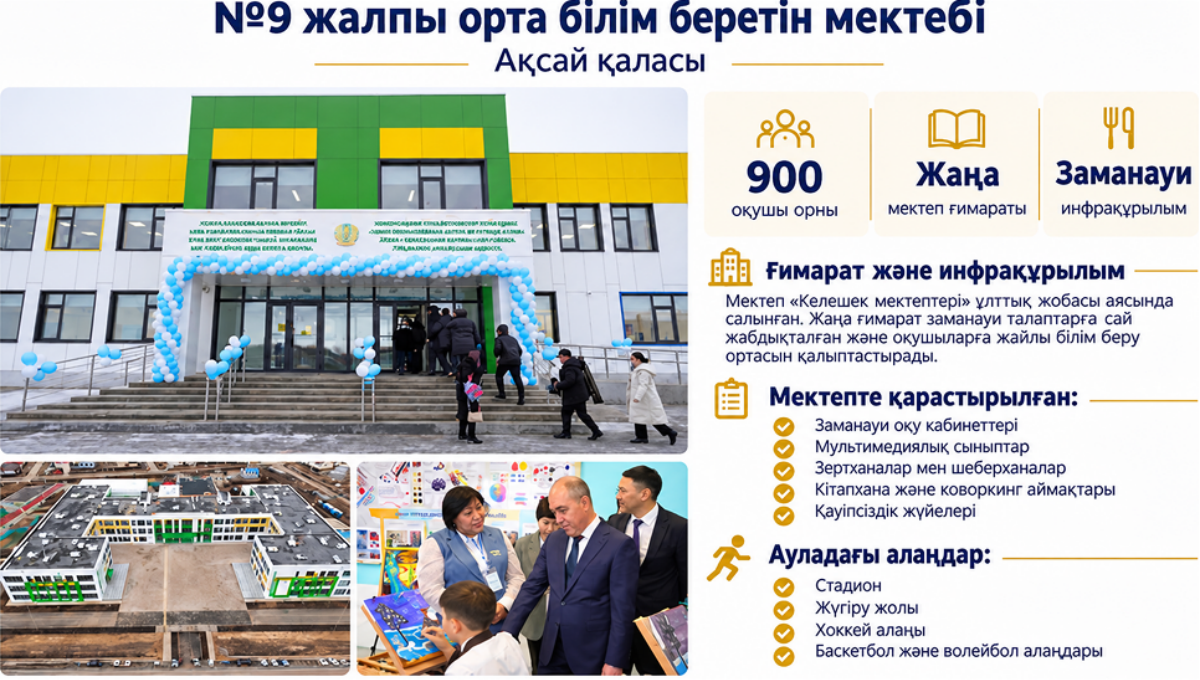 №9 жалпы орта білім беретін мектебі
Ақсай қаласы
900
оқушы орны
Жаңа
мектеп ғимараты
Заманауи
инфрақұрылым
Ғимарат және инфрақұрылым
Мектеп «Келешек мектептері» ұлттық жобасы аясында
салынған. Жаңа ғимарат заманауи талаптарға сай
жабдықталған және оқушыларға жайлы білім беру
ортасын қалыптастырады.
Мектепте қарастырылған:
Заманауи оқу кабинеттері
Мультимедиялық сыныптар
Зертханалар мен шеберханалар
Кітапхана және коворкинг аймақтары
Қауіпсіздік жүйелері
Ауладағы алаңдар:
Стадион
Жүгіру жолы
Хоккей алаңы
Баскетбол және волейбол алаңдары